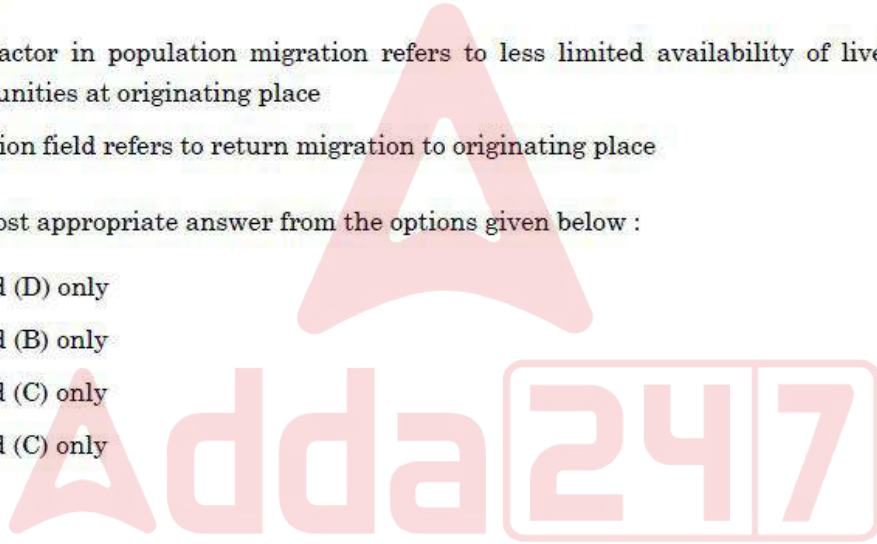 actor in population migration refers to less limited availability of live
unities at originating place
ion field refers to return migration to originating place
ost appropriate answer from the options given below :
d (D) only
d (B) only
d (C) only
d (C) only
Adda247